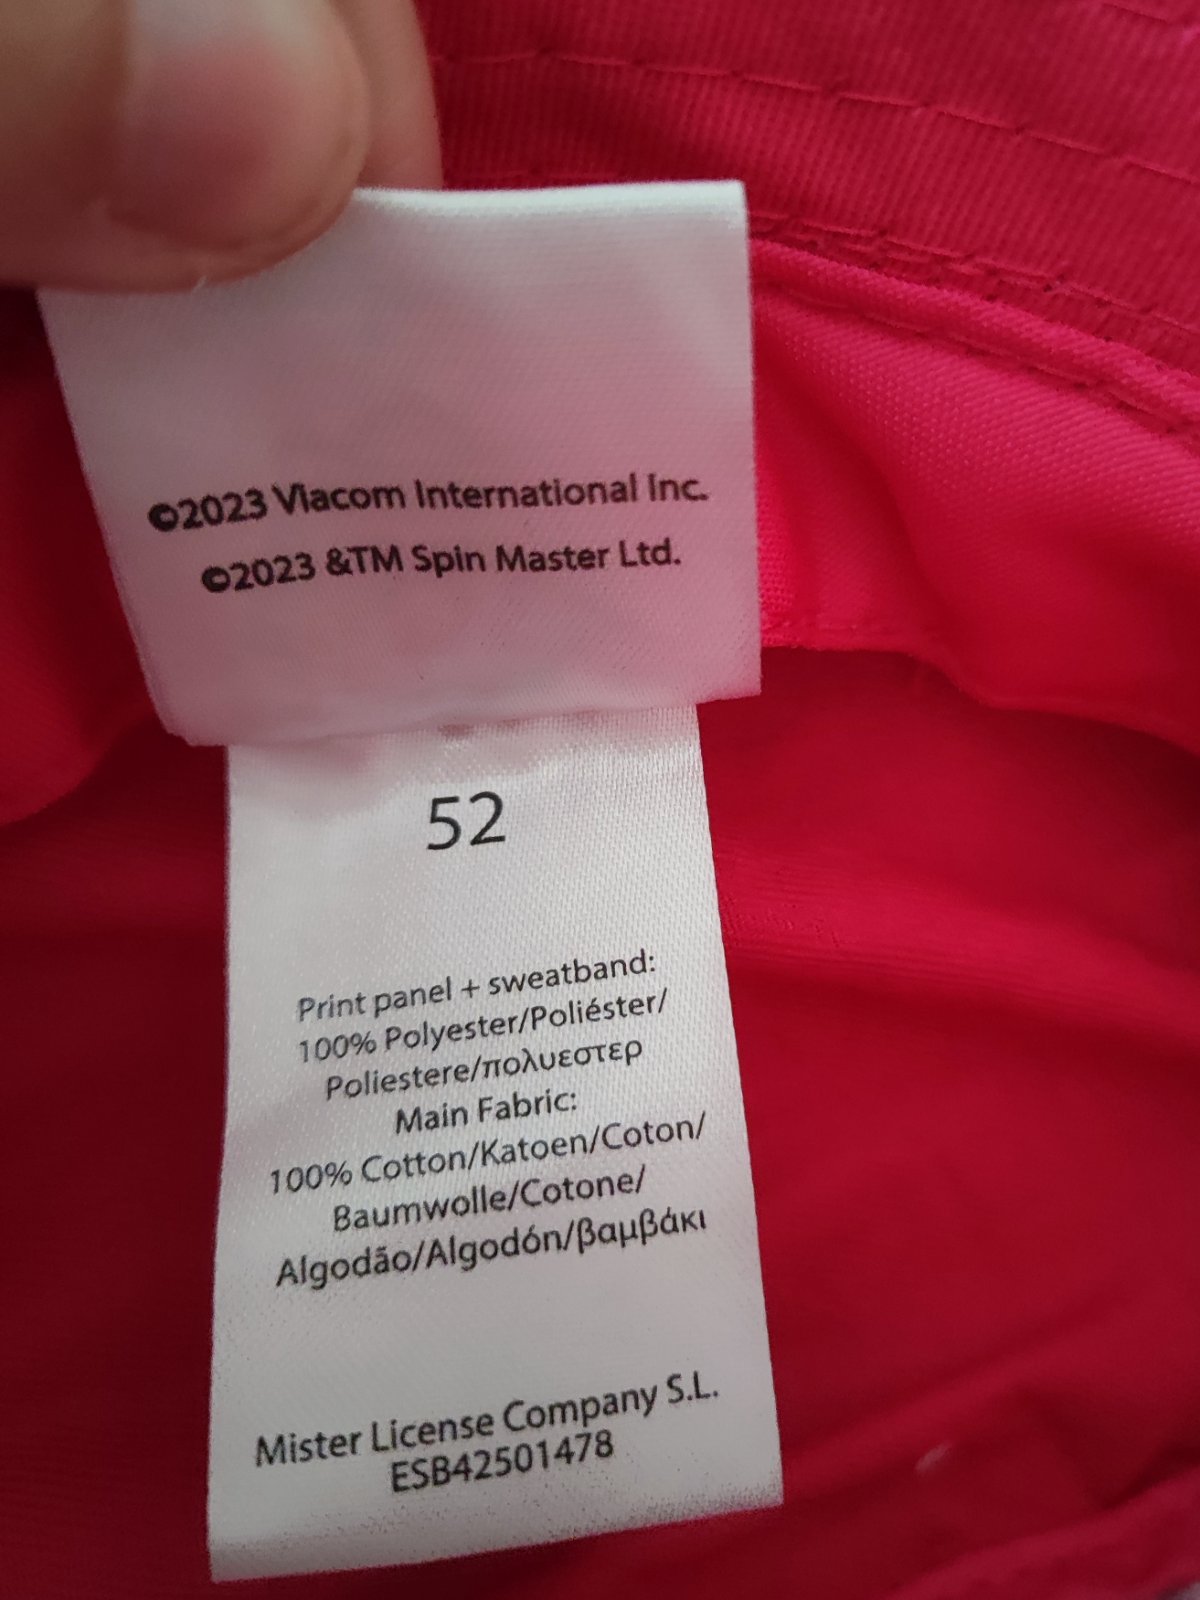 ©2023 Viacom International Inc.
©2023 &TM Spin Master Ltd.
52
Print panel + sweatband:
100% Polyester/Poliéster/
Poliestere/πολυεστερ
Main Fabric:
100% Cotton/Katoen/Coton/
Baumwolle/Cotone/
Algodão/Algodón/βαμβάκι
Mister License Company S.L.
ESB42501478